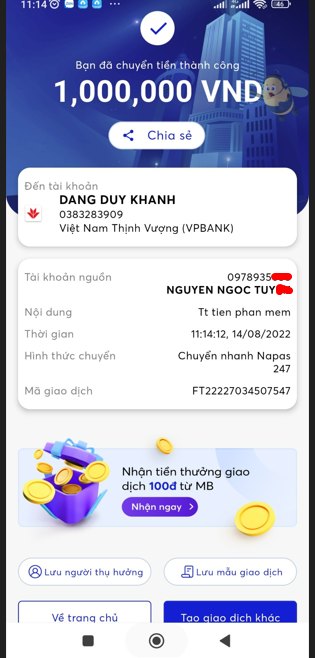 11:14
46
Bạn đã chuyển tiền thành công
1,000,000 VND
Chia sẻ
Đến tài khoản
DANG DUY KHANH
0383283909
Việt Nam Thịnh Vượng (VPBANK)
Tài khoản nguồn 0978935
NGUYEN NGOC TUY
Nội dung Tt tien phan mem
Thời gian 11:14:12, 14/08/2022
Hình thức chuyển Chuyển nhanh Napas
247
Mã giao dịch FT22227034507547
Nhận tiền thưởng giao
dịch 100đ từ MB
Nhận ngay
Lưu người thụ hưởng Lưu mẫu giao dịch
Về trang chủ Tạo giao dịch khác